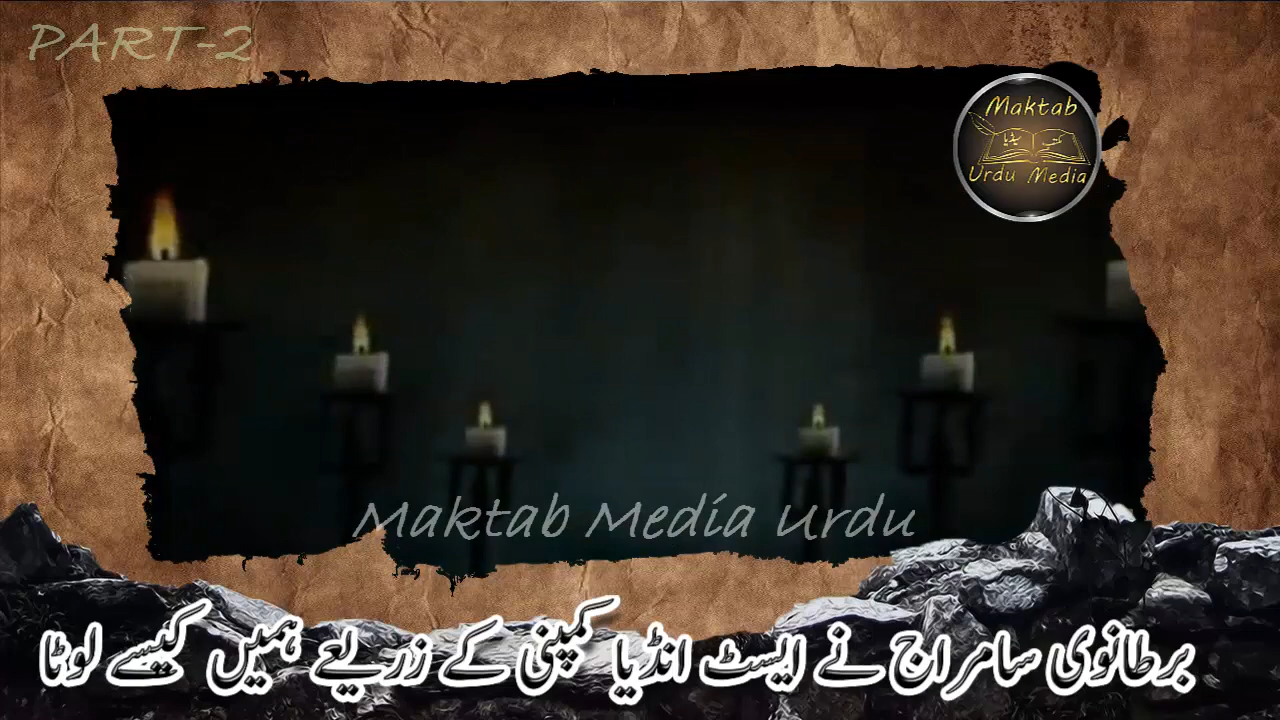 PART-2
Maktab
Urdu Media
Maktab Media Urdu
برطانوی سامراج نے ایسٹ انڈیا کمپنی کے زریعے ہمیں کیسے لوٹا